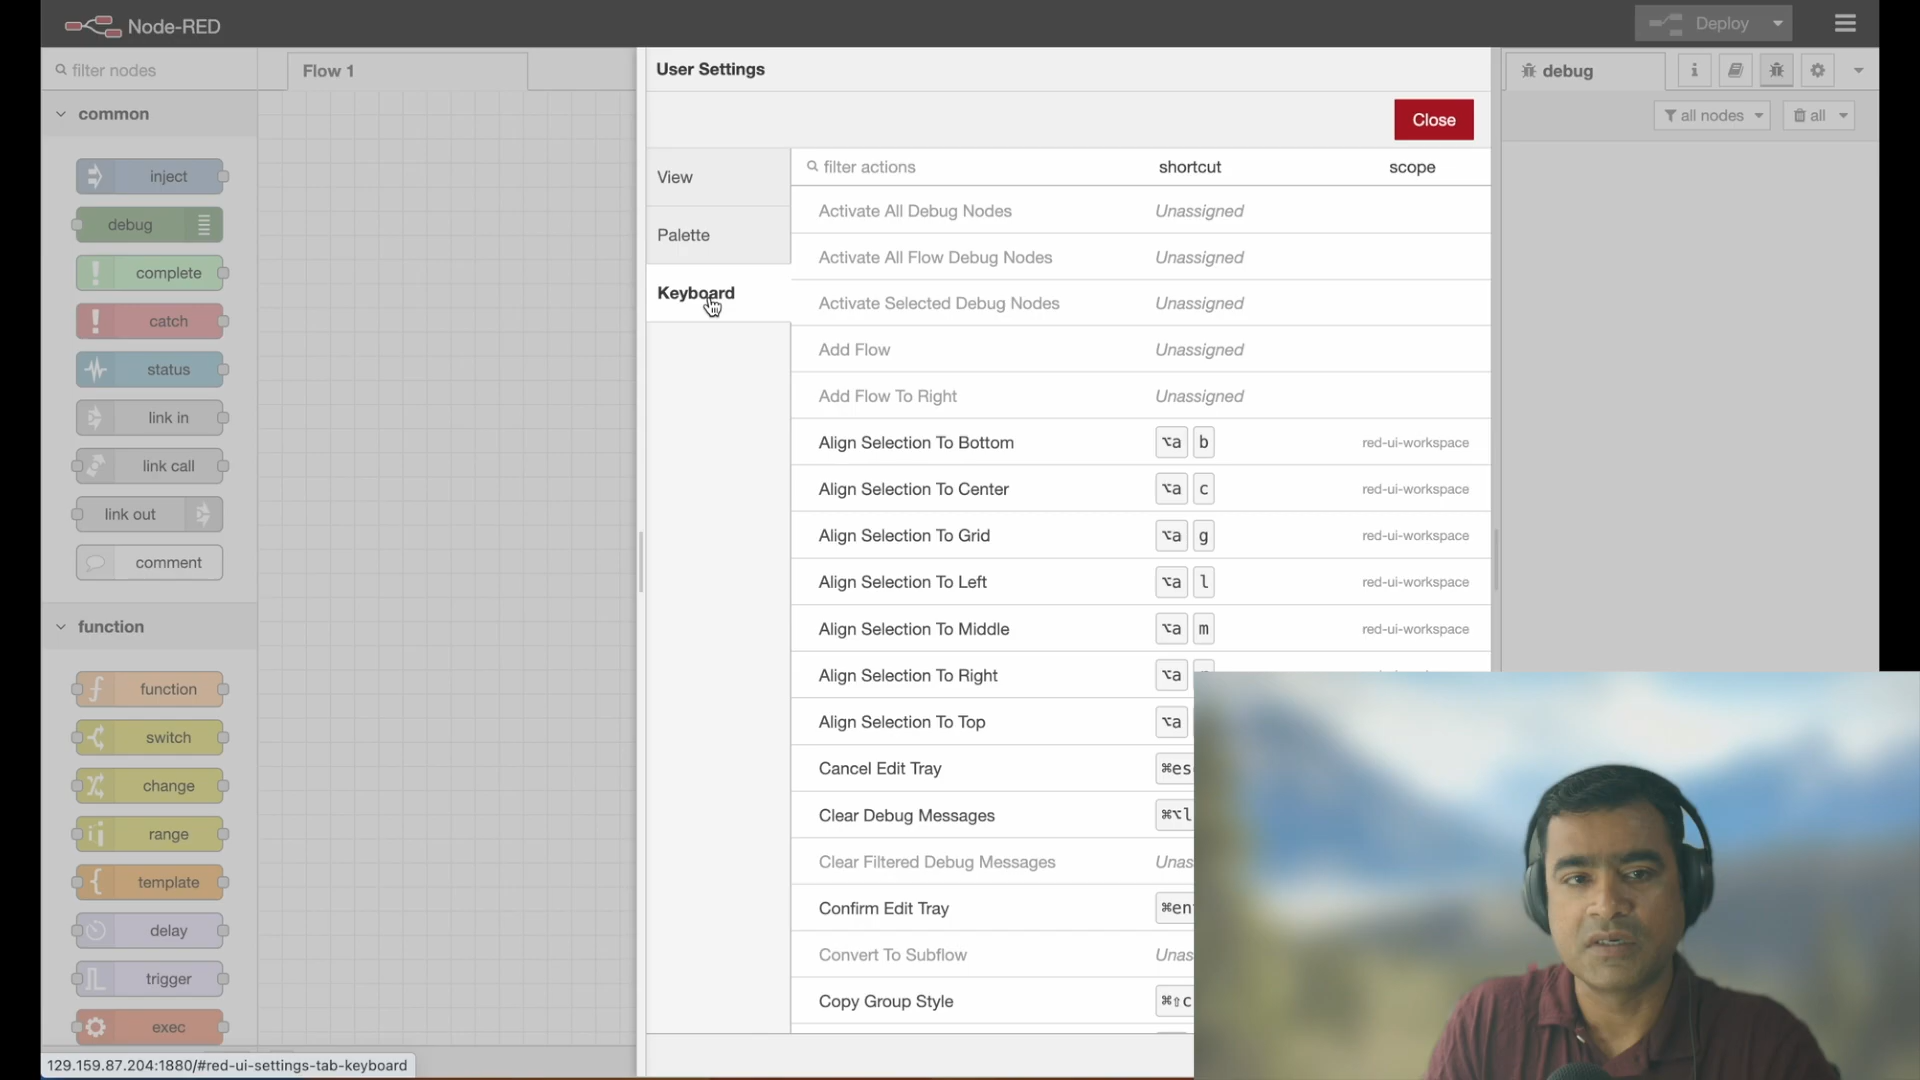 Node-RED
Deploy
filter nodes
Flow 1
User Settings
debug
Close
all nodes
all
common
inject
debug
complete
catch
status
link in
link call
link out
comment
function
function
switch
change
range
template
delay
trigger
exec
View
Palette
Keyboard
filter actions shortcut scope
Activate All Debug Nodes Unassigned
Activate All Flow Debug Nodes Unassigned
Activate Selected Debug Nodes Unassigned
Add Flow Unassigned
Add Flow To Right Unassigned
Align Selection To Bottom ⌥a b red-ui-workspace
Align Selection To Center ⌥a c red-ui-workspace
Align Selection To Grid ⌥a g red-ui-workspace
Align Selection To Left ⌥a l red-ui-workspace
Align Selection To Middle ⌥a m red-ui-workspace
Align Selection To Right ⌥a
Align Selection To Top ⌥a
Cancel Edit Tray ⌘es
Clear Debug Messages ⌘⌥l
Clear Filtered Debug Messages Unas
Confirm Edit Tray ⌘en
Convert To Subflow Unas
Copy Group Style ⌘⇧c
129.159.87.204:1880/#red-ui-settings-tab-keyboard